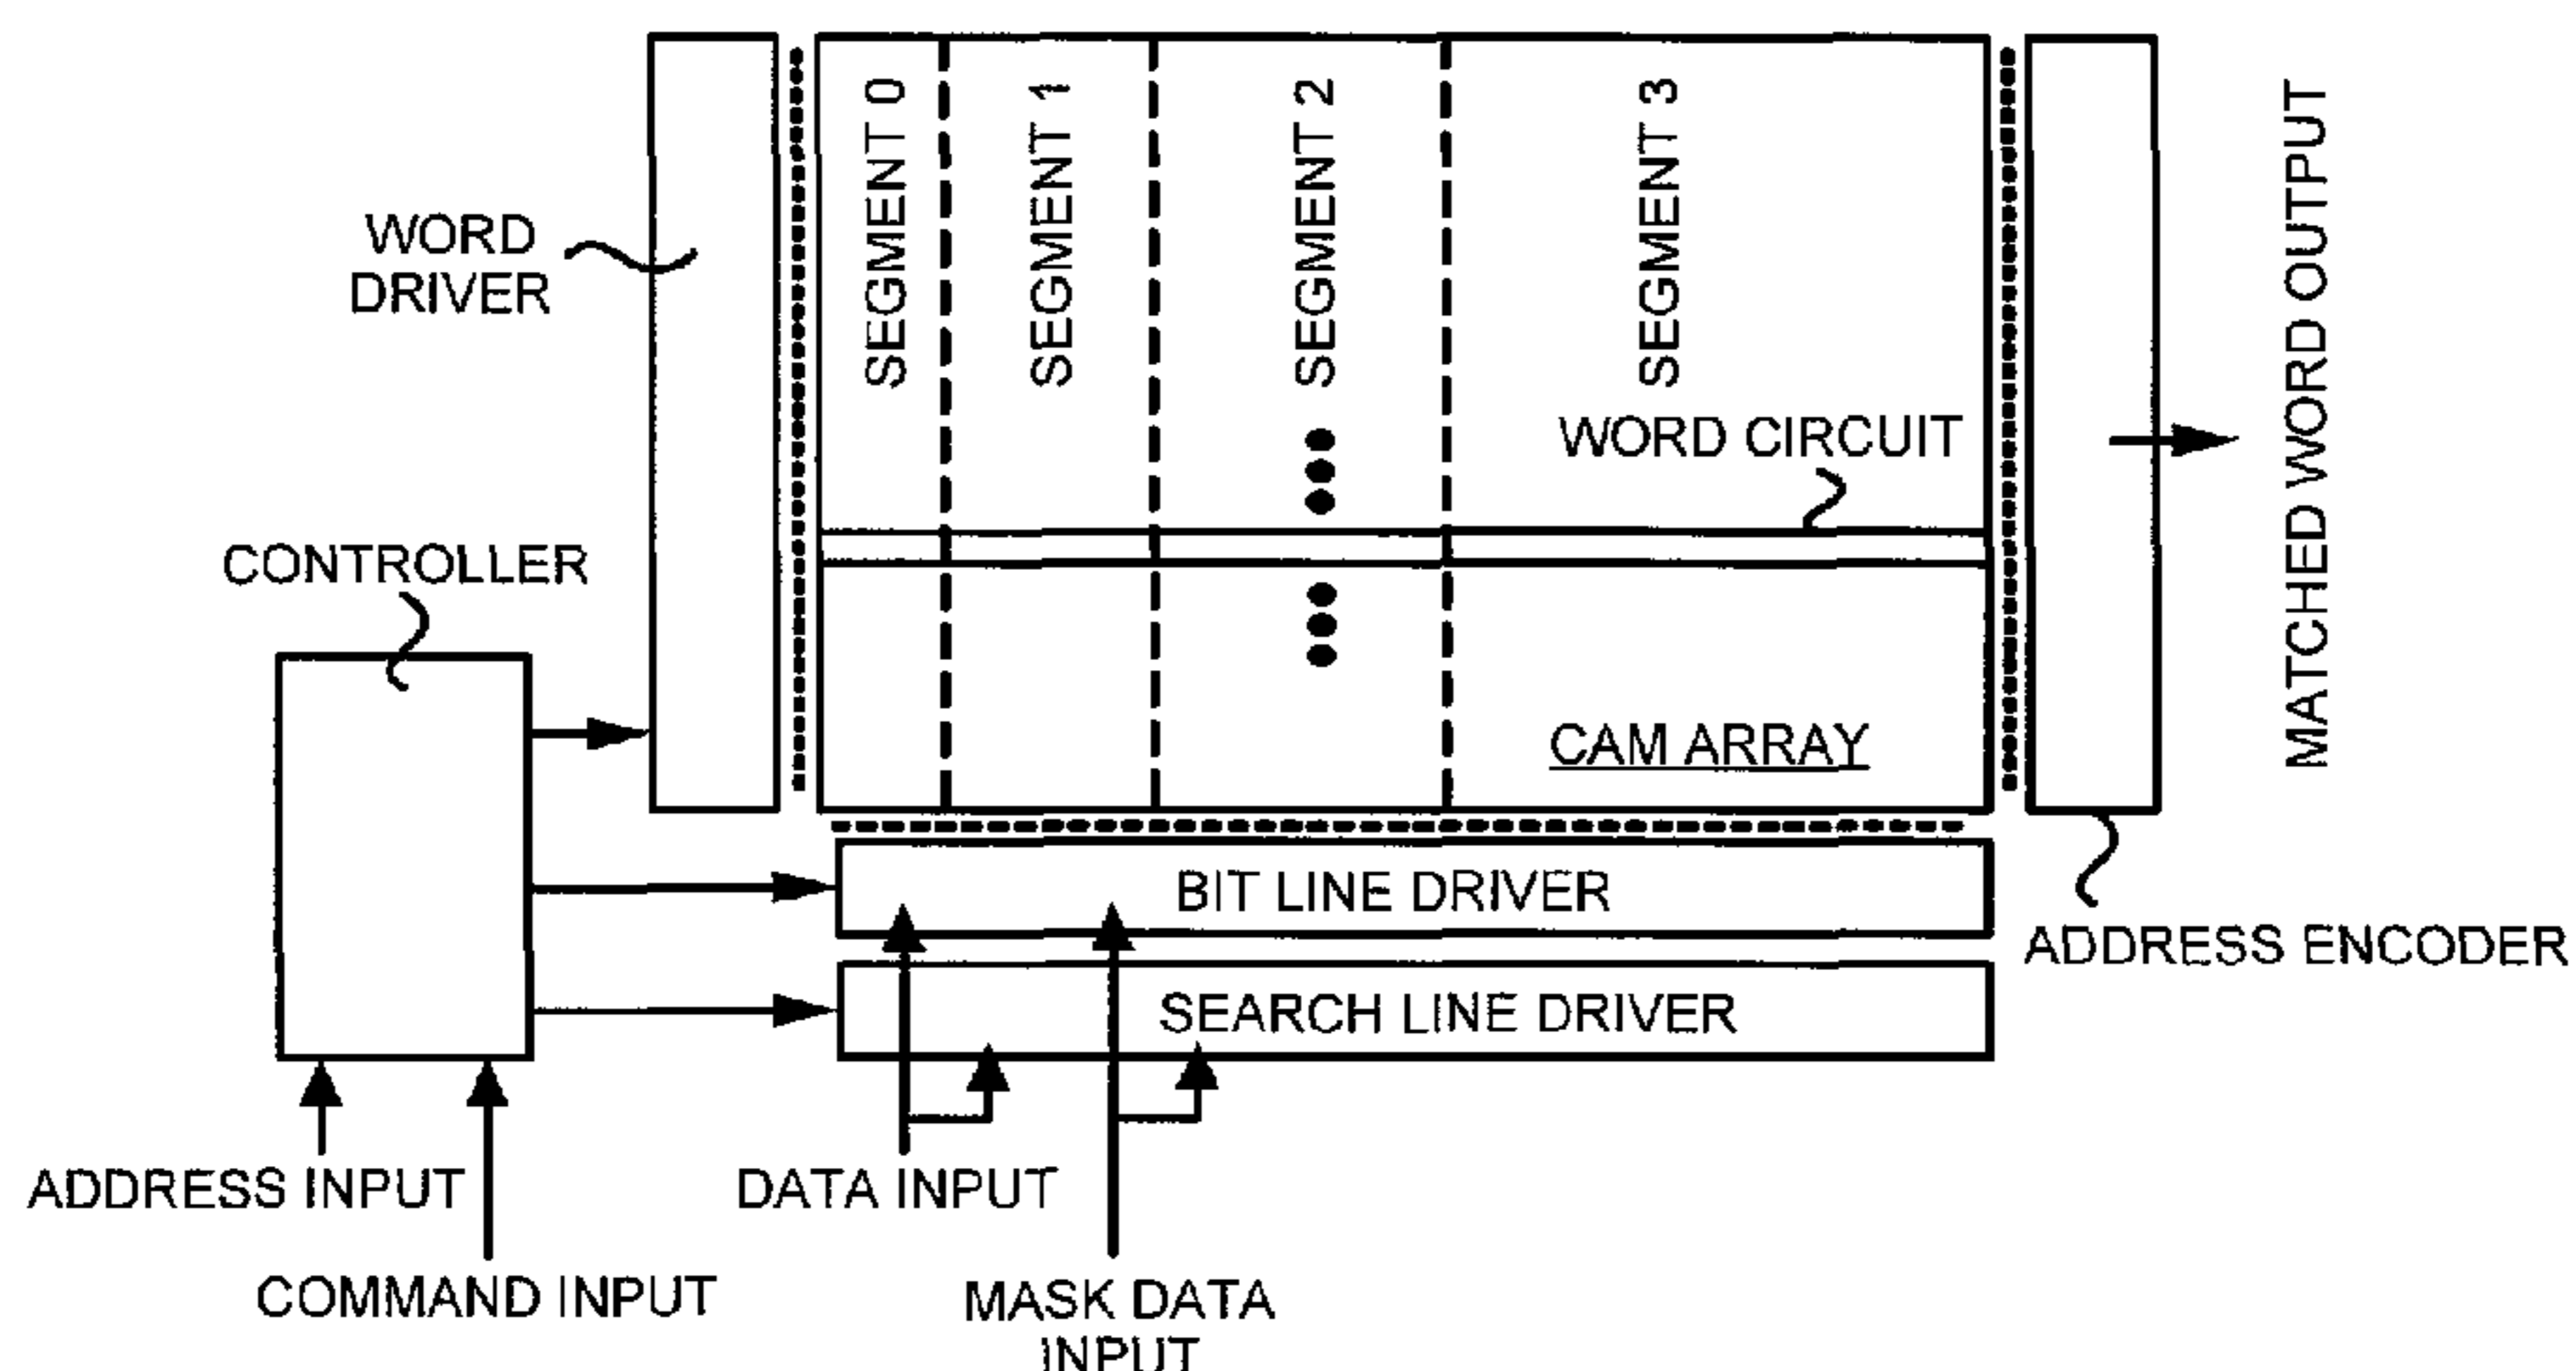 SEGMENT 0
SEGMENT 1
SEGMENT 2
SEGMENT 3
WORD
DRIVER
MATCHED WORD OUTPUT
WORD CIRCUIT
CONTROLLER
CAM ARRAY
BIT LINE DRIVER
ADDRESS ENCODER
SEARCH LINE DRIVER
ADDRESS INPUT
DATA INPUT
COMMAND INPUT
MASK DATA
INPUT